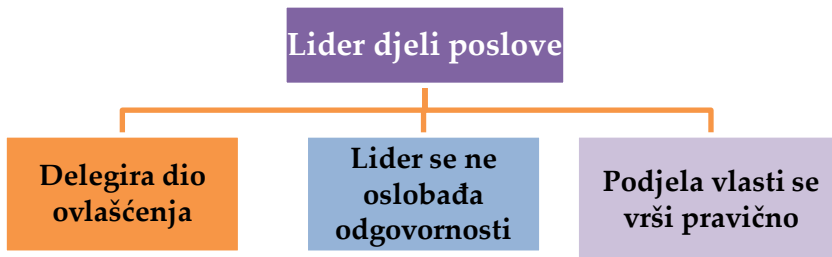 Lider djeli poslove
Delegira dio
ovlašćenja
Lider se ne
oslobađa
odgovornosti
Podjela vlasti se
vrši pravično